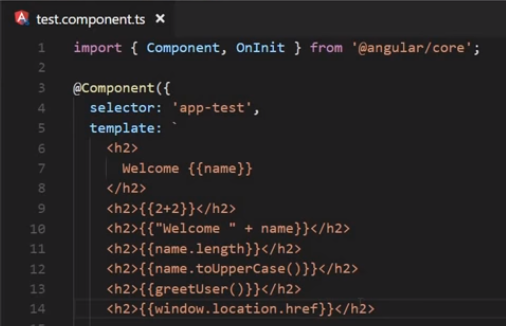 test.component.ts ×
1 import { Component, OnInit } from '@angular/core';
2
3 @Component({
4   selector: 'app-test',
5   template: `
6     <h2>
7       Welcome {{name}}
8     </h2>
9     <h2>{{2+2}}</h2>
10     <h2>{{"Welcome " + name}}</h2>
11     <h2>{{name.length}}</h2>
12     <h2>{{name.toUpperCase()}}</h2>
13     <h2>{{greetUser()}}</h2>
14     <h2>{{window.location.href}}</h2>